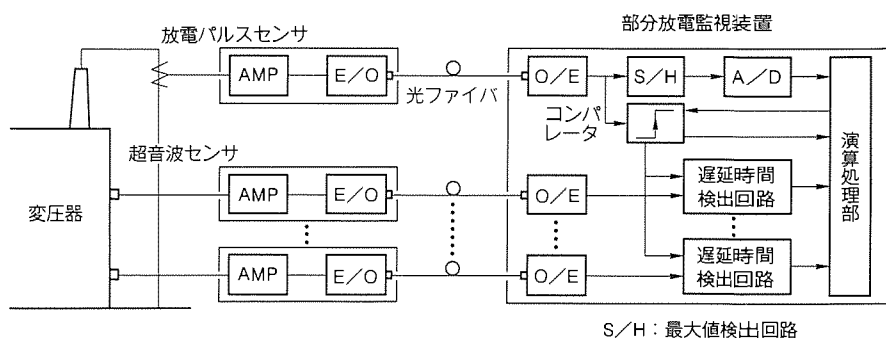 部分放電監視装置
放電パルスセンサ
AMP
E/O
光ファイバ
O/E
S/H
A/D
コンパ
レータ
演算処理部
超音波センサ
変圧器
AMP
E/O
O/E
遅延時間
検出回路
AMP
E/O
O/E
遅延時間
検出回路
S/H:最大値検出回路